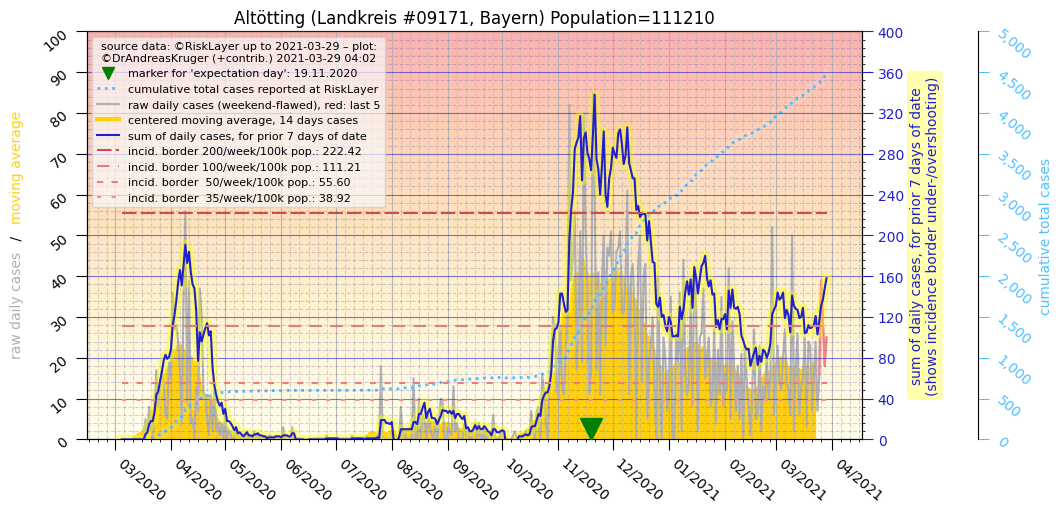 Altötting (Landkreis #09171, Bayern) Population=111210
source data: ©RiskLayer up to 2021-03-29 – plot:
©DrAndreasKruger (+contrib.) 2021-03-29 04:02
marker for 'expectation day': 19.11.2020
cumulative total cases reported at RiskLayer
raw daily cases (weekend-flawed), red: last 5
centered moving average, 14 days cases
sum of daily cases, for prior 7 days of date
incid. border 200/week/100k pop.: 222.42
incid. border 100/week/100k pop.: 111.21
incid. border  50/week/100k pop.: 55.60
incid. border  35/week/100k pop.: 38.92
raw daily cases / moving average
100
90
80
70
60
50
40
30
20
10
0
03/2020
04/2020
05/2020
06/2020
07/2020
08/2020
09/2020
10/2020
11/2020
12/2020
01/2021
02/2021
03/2021
04/2021
400
360
320
280
240
200
160
120
80
40
0
sum of daily cases, for prior 7 days of date
(shows incidence border under-/overshooting)
5,000
4,500
4,000
3,500
3,000
2,500
2,000
1,500
1,000
500
0
cumulative total cases